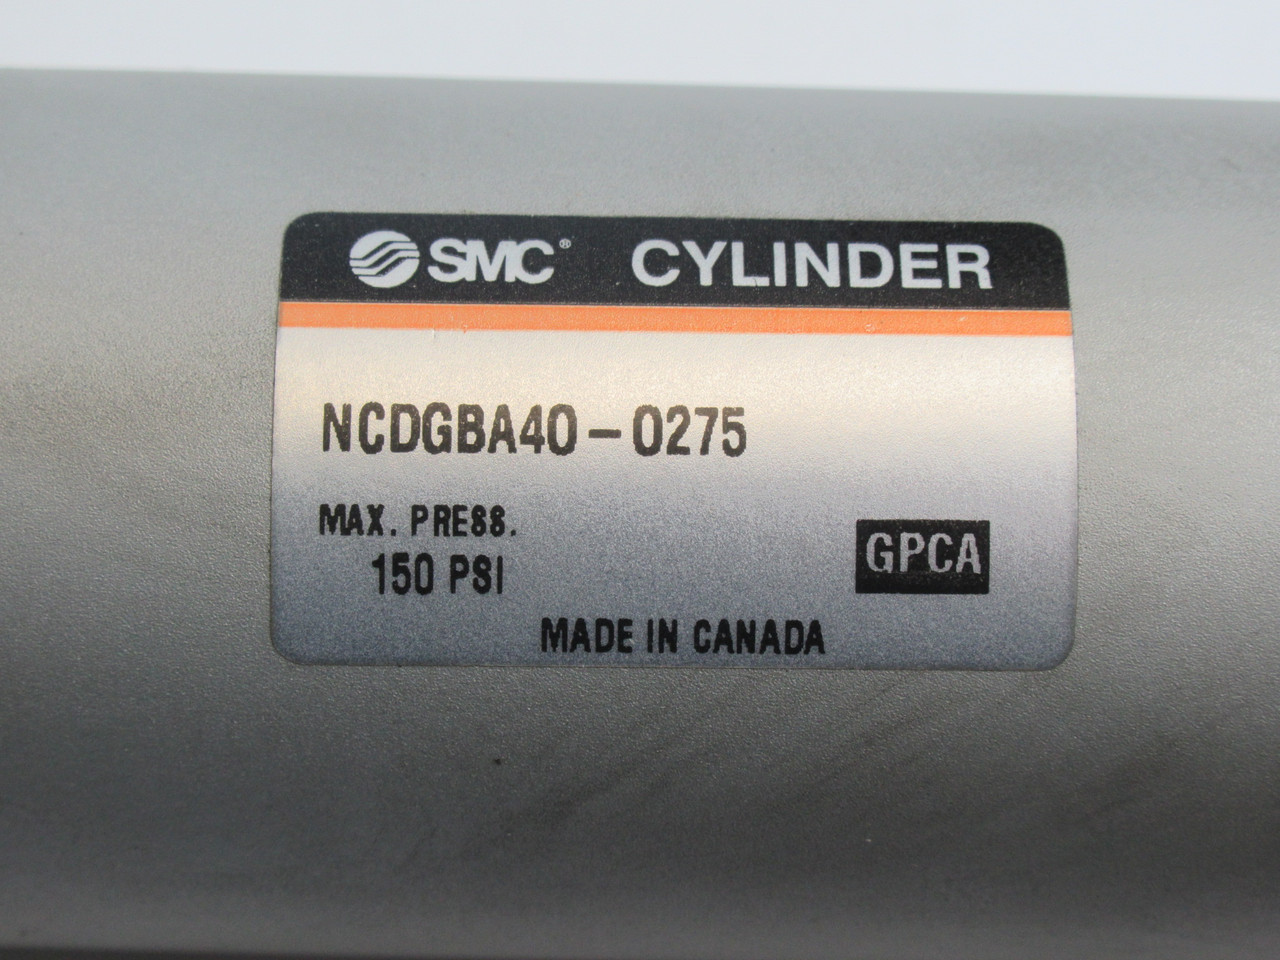 SMC® CYLINDER
NCDGBA40-0275
MAX. PRESS.
150 PSI
GPCA
MADE IN CANADA